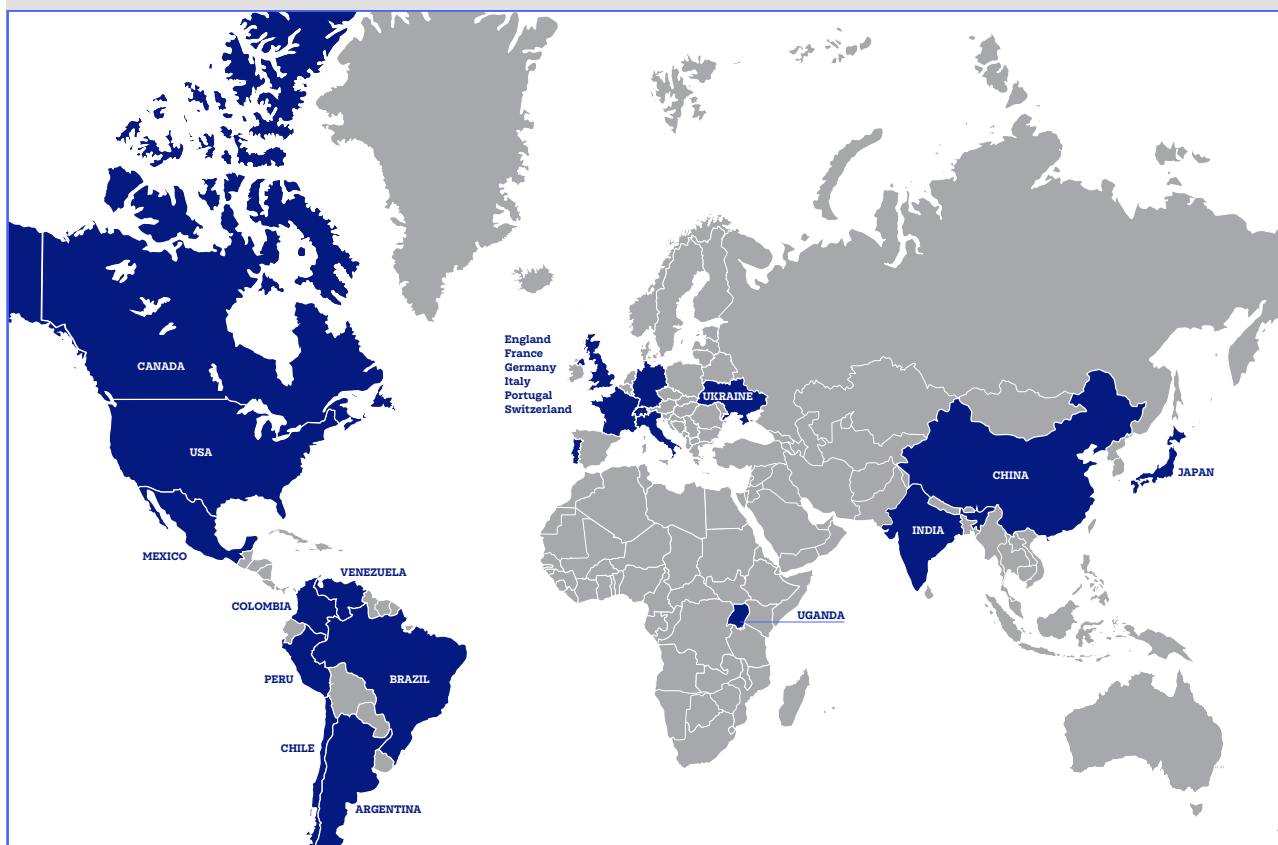 England
France
Germany
Italy
Portugal
Switzerland
CANADA
UKRAINE
USA
CHINA
JAPAN
INDIA
MEXICO
VENEZUELA
COLOMBIA
UGANDA
PERU
BRAZIL
CHILE
ARGENTINA